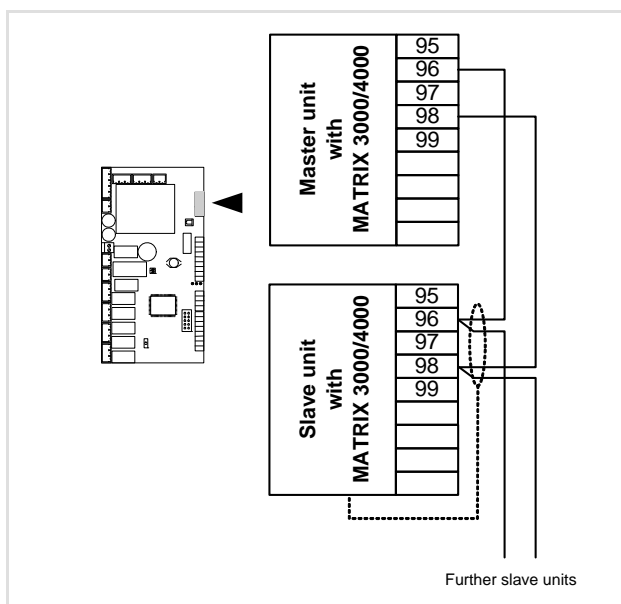 Master unit
with
MATRIX 3000/4000
95
96
97
98
99
Slave unit
with
MATRIX 3000/4000
95
96
97
98
99
Further slave units